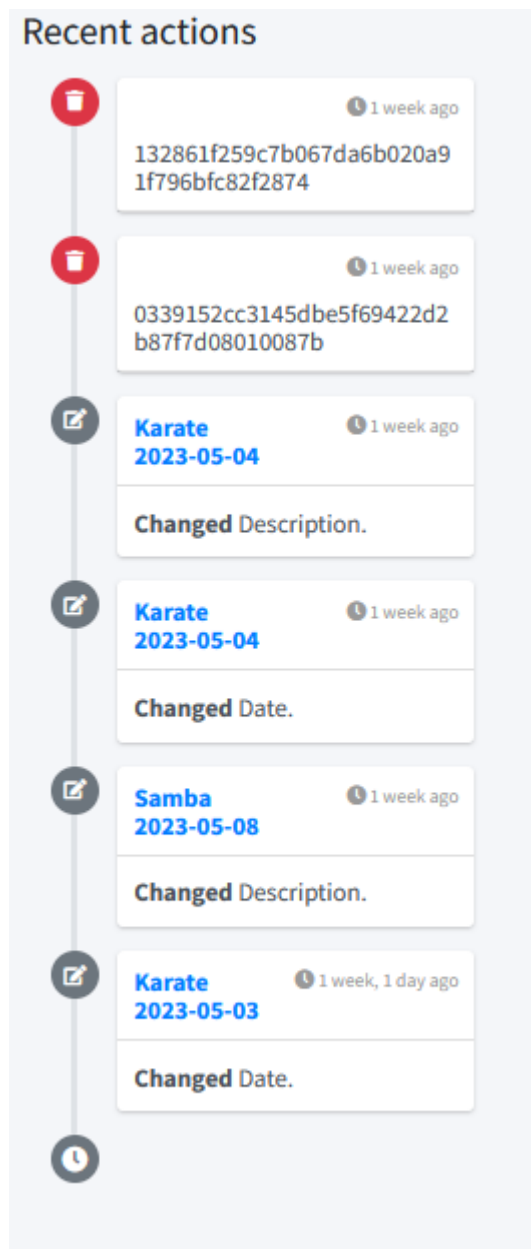 Recent actions
1 week ago
132861f259c7b067da6b020a9
1f796bfc82f2874
1 week ago
0339152cc3145dbe5f69422d2
b87f7d08010087b
Karate 1 week ago
2023-05-04
Changed Description.
Karate 1 week ago
2023-05-04
Changed Date.
Samba 1 week ago
2023-05-08
Changed Description.
Karate 1 week, 1 day ago
2023-05-03
Changed Date.